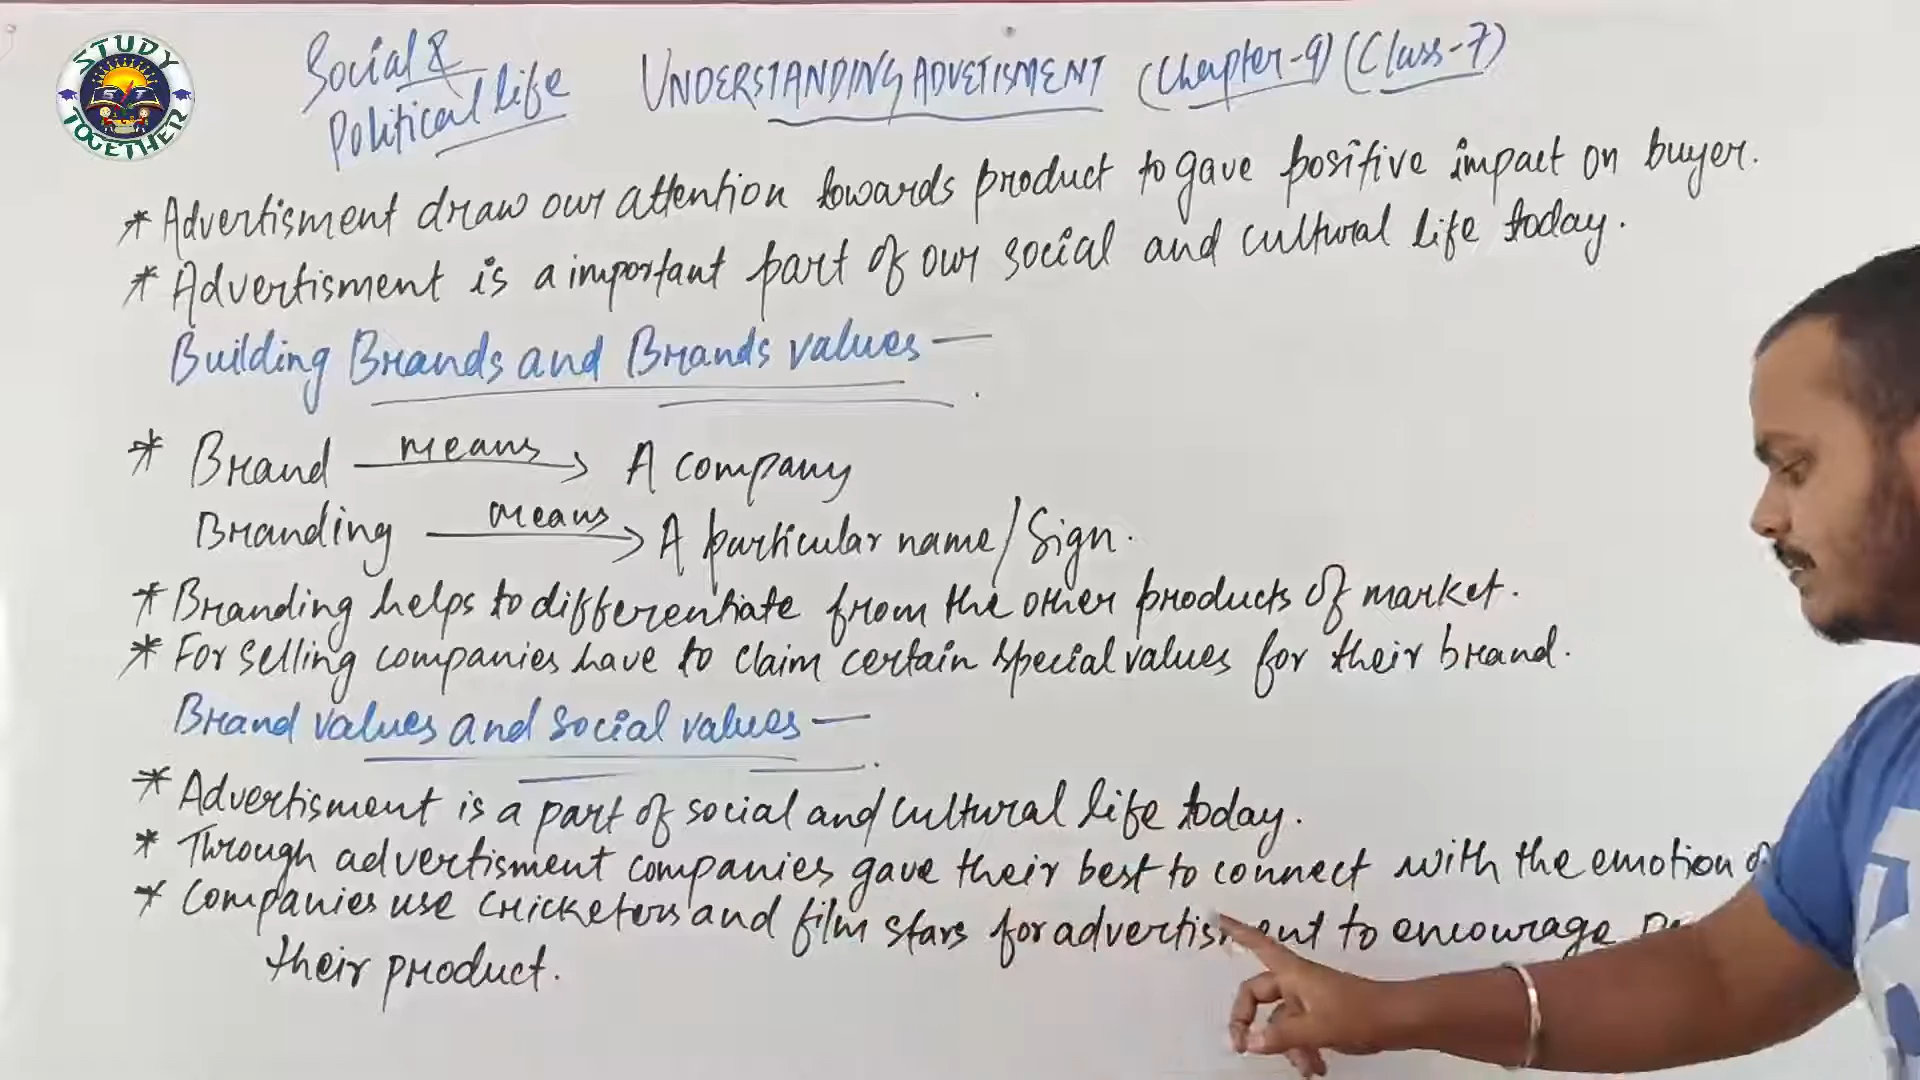 STUDY
ST
TOGETHER
Social &
Political life
UNDERSTANDING ADVETISMENT (Chapter-9) (Class-7)
* Advertisment draw our attention towards product to gave positive impact on buyer.
* Advertisment is a important part of our social and cultural life today.
Building Brands and Brands values —
* Brand means → A company
Branding means → A particular name/Sign.
* Branding helps to differentiate from the other products of market.
* For selling companies have to claim certain special values for their brand.
Brand values and social values —
* Advertisment is a part of social and cultural life today.
* Through advertisment companies gave their best to connect with the emotion
* Companies use cricketers and film stars for advertisment to encourage
their product.